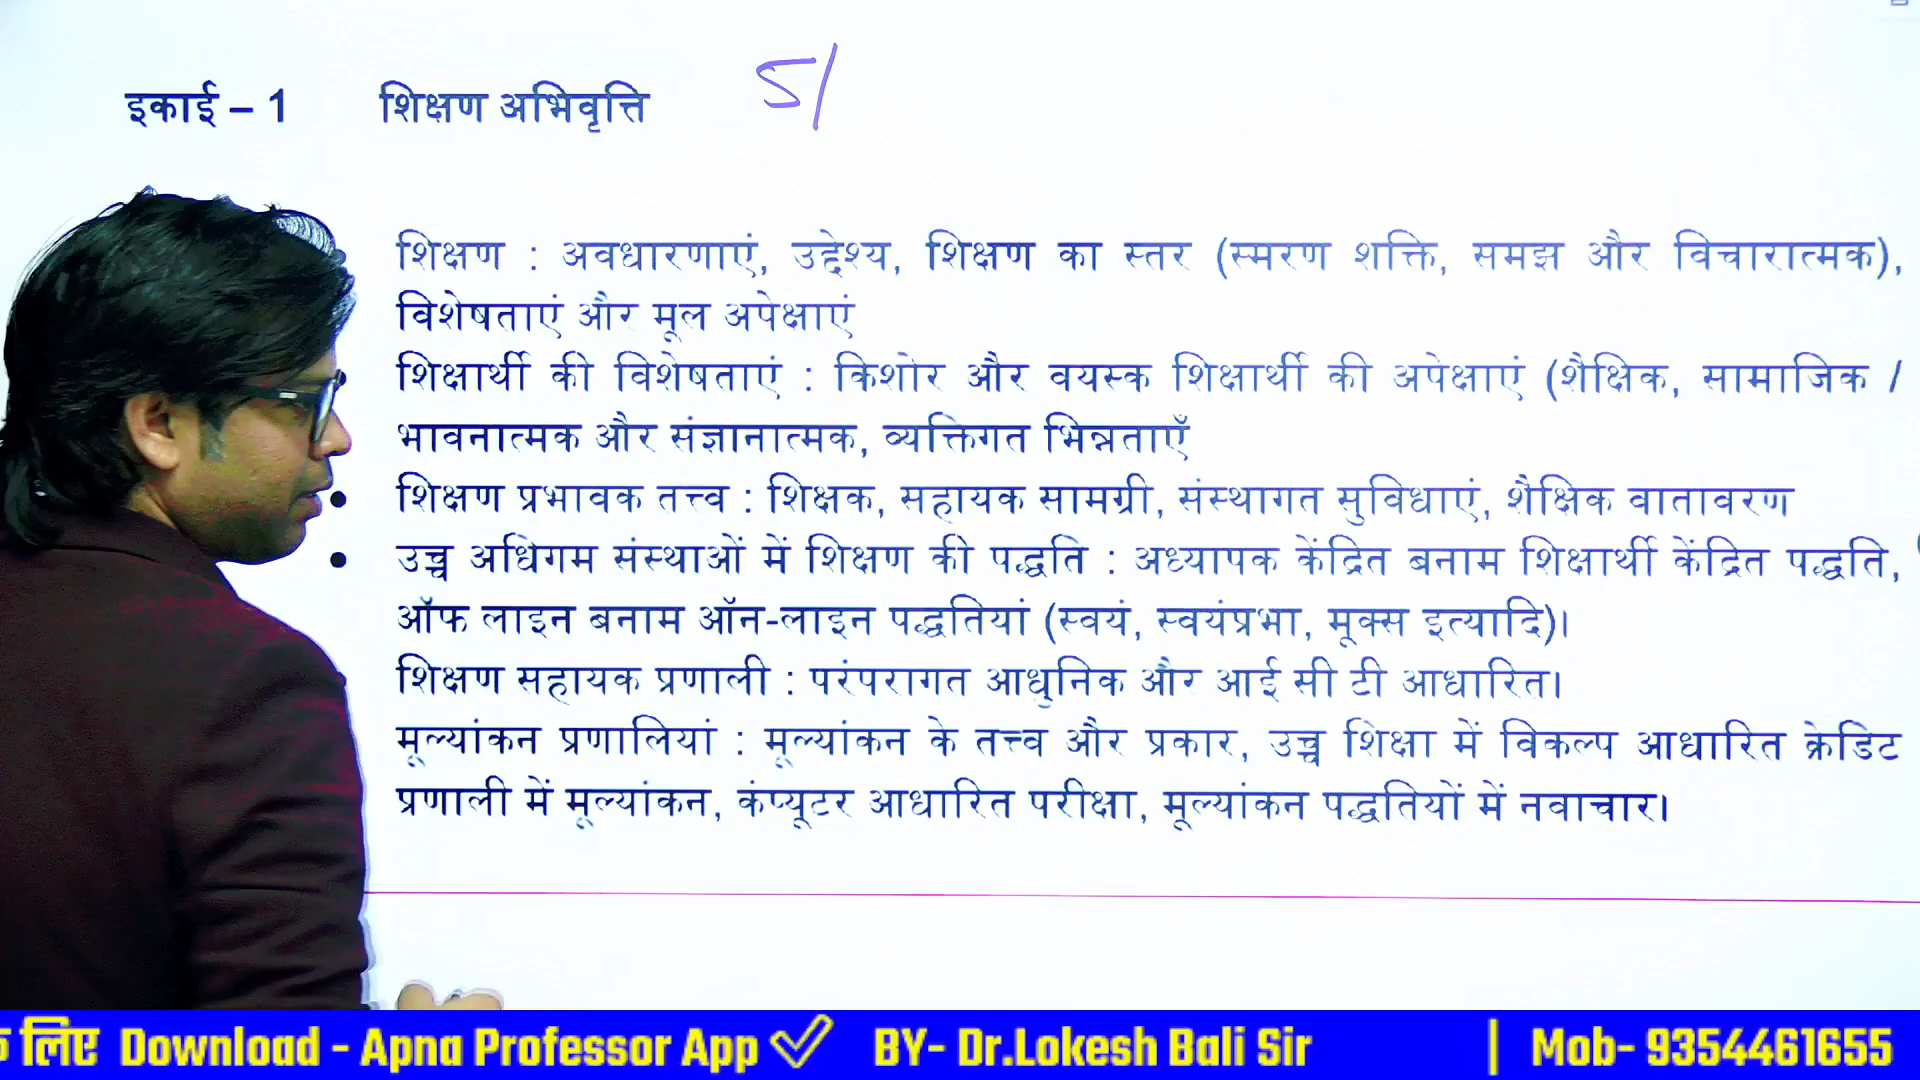 इकाई – 1 शिक्षण अभिवृत्ति 5/
शिक्षण : अवधारणाएं, उद्देश्य, शिक्षण का स्तर (स्मरण शक्ति, समझ और विचारात्मक),
विशेषताएं और मूल अपेक्षाएं
शिक्षार्थी की विशेषताएं : किशोर और वयस्क शिक्षार्थी की अपेक्षाएं (शैक्षिक, सामाजिक /
भावनात्मक और संज्ञानात्मक, व्यक्तिगत भिन्नताएँ
• शिक्षण प्रभावक तत्त्व : शिक्षक, सहायक सामग्री, संस्थागत सुविधाएं, शैक्षिक वातावरण
• उच्च अधिगम संस्थाओं में शिक्षण की पद्धति : अध्यापक केंद्रित बनाम शिक्षार्थी केंद्रित पद्धति,
ऑफ लाइन बनाम ऑन-लाइन पद्धतियां (स्वयं, स्वयंप्रभा, मूक्स इत्यादि)।
शिक्षण सहायक प्रणाली : परंपरागत आधुनिक और आई सी टी आधारित।
मूल्यांकन प्रणालियां : मूल्यांकन के तत्त्व और प्रकार, उच्च शिक्षा में विकल्प आधारित क्रेडिट
प्रणाली में मूल्यांकन, कंप्यूटर आधारित परीक्षा, मूल्यांकन पद्धतियों में नवाचार।
लिए Download - Apna Professor App ✓ BY- Dr.Lokesh Bali Sir | Mob- 9354461655